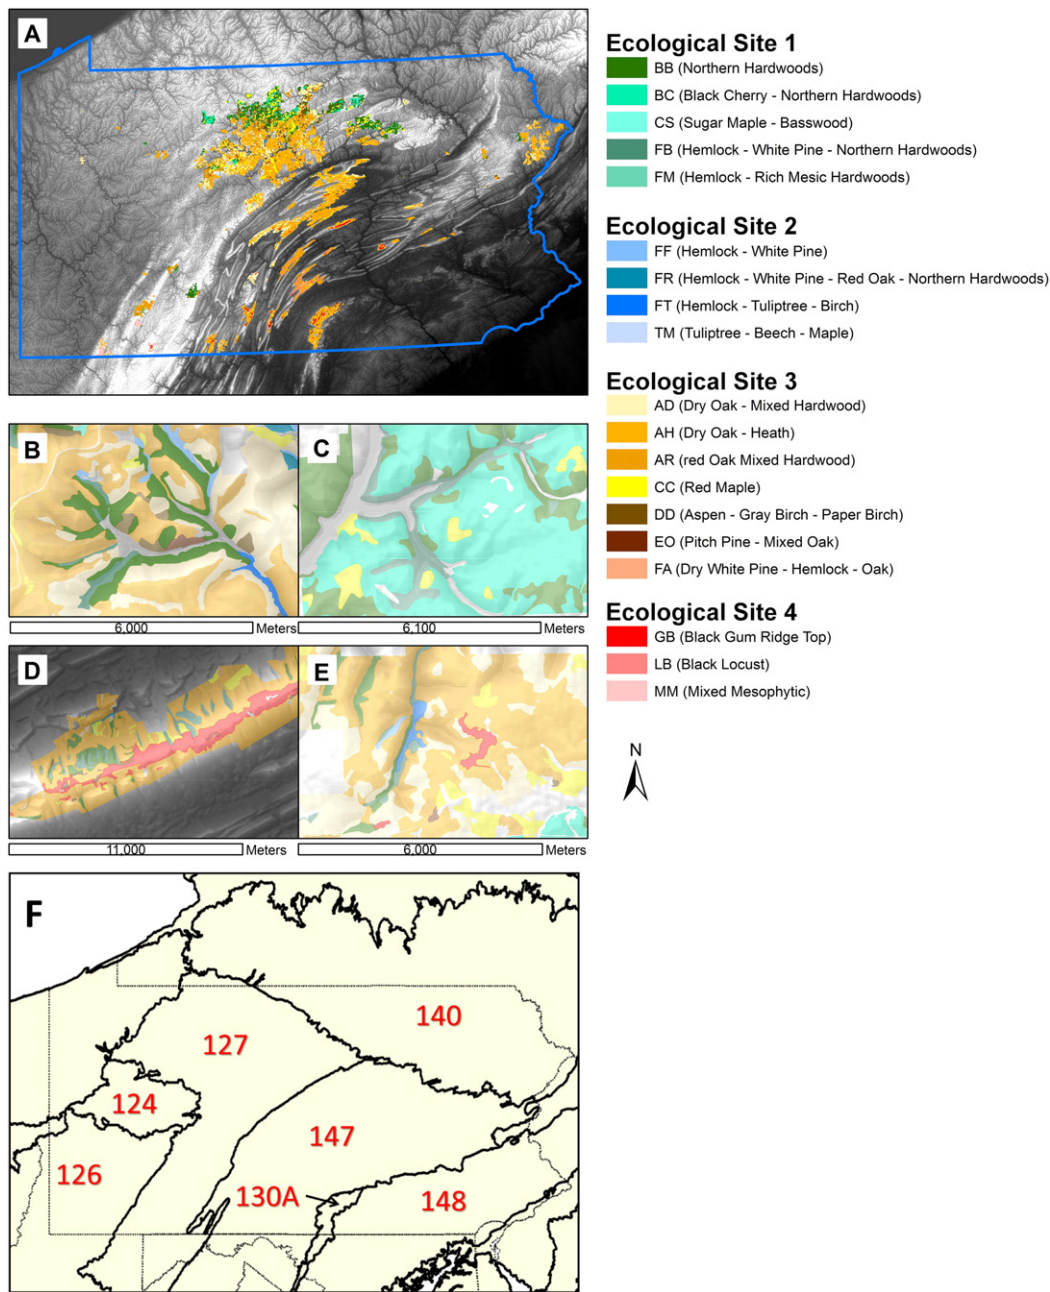 A
Ecological Site 1
BB (Northern Hardwoods)
BC (Black Cherry - Northern Hardwoods)
CS (Sugar Maple - Basswood)
FB (Hemlock - White Pine - Northern Hardwoods)
FM (Hemlock - Rich Mesic Hardwoods)
Ecological Site 2
FF (Hemlock - White Pine)
FR (Hemlock - White Pine - Red Oak - Northern Hardwoods)
FT (Hemlock - Tuliptree - Birch)
TM (Tuliptree - Beech - Maple)
Ecological Site 3
AD (Dry Oak - Mixed Hardwood)
AH (Dry Oak - Heath)
AR (red Oak Mixed Hardwood)
CC (Red Maple)
DD (Aspen - Gray Birch - Paper Birch)
EO (Pitch Pine - Mixed Oak)
FA (Dry White Pine - Hemlock - Oak)
Ecological Site 4
GB (Black Gum Ridge Top)
LB (Black Locust)
MM (Mixed Mesophytic)
N
B
C
6,000 Meters
6,100 Meters
D
E
11,000 Meters
6,000 Meters
F
140
127
124
147
126
130A
148